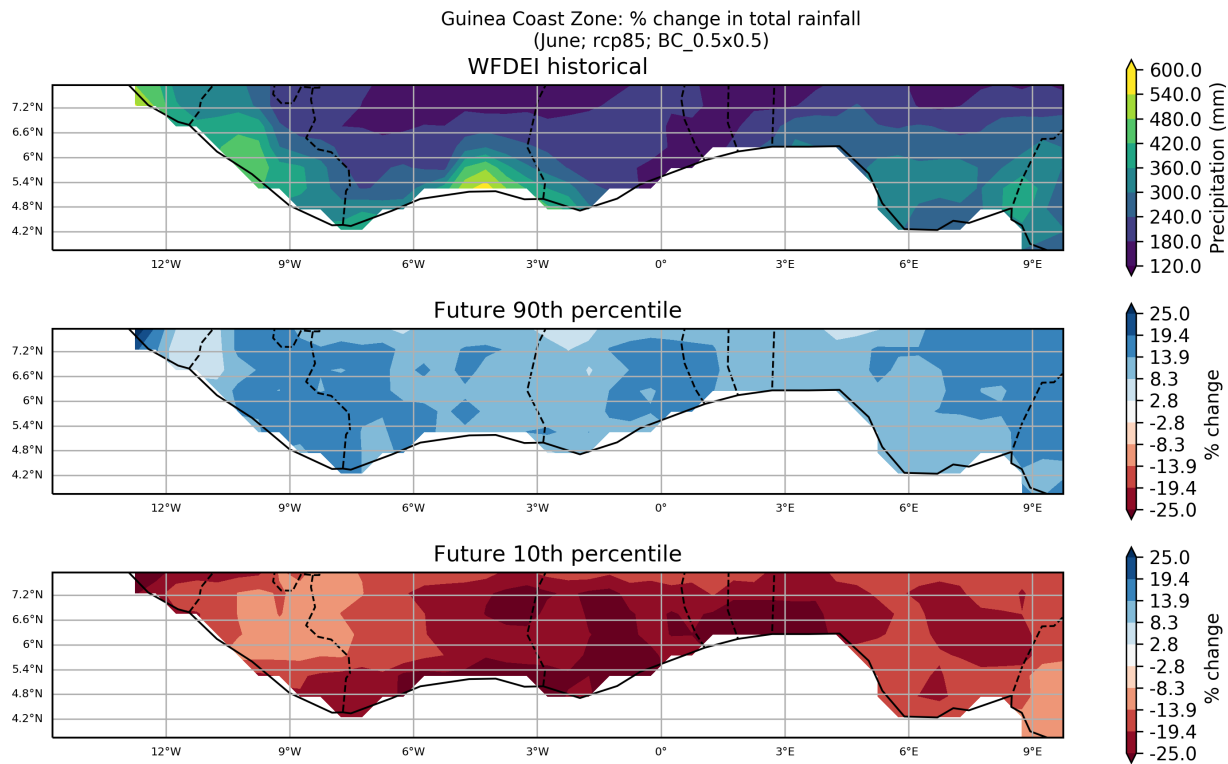 Guinea Coast Zone: % change in total rainfall
(June; rcp85; BC_0.5x0.5)
WFDEI historical
7.2°N
6.6°N
6°N
5.4°N
4.8°N
4.2°N
12°W 9°W 6°W 3°W 0° 3°E 6°E 9°E
600.0
540.0
480.0
420.0
360.0
300.0
240.0
180.0
120.0
Precipitation (mm)
Future 90th percentile
7.2°N
6.6°N
6°N
5.4°N
4.8°N
4.2°N
12°W 9°W 6°W 3°W 0° 3°E 6°E 9°E
25.0
19.4
13.9
8.3
2.8
-2.8
-8.3
-13.9
-19.4
-25.0
% change
Future 10th percentile
7.2°N
6.6°N
6°N
5.4°N
4.8°N
4.2°N
12°W 9°W 6°W 3°W 0° 3°E 6°E 9°E
25.0
19.4
13.9
8.3
2.8
-2.8
-8.3
-13.9
-19.4
-25.0
% change